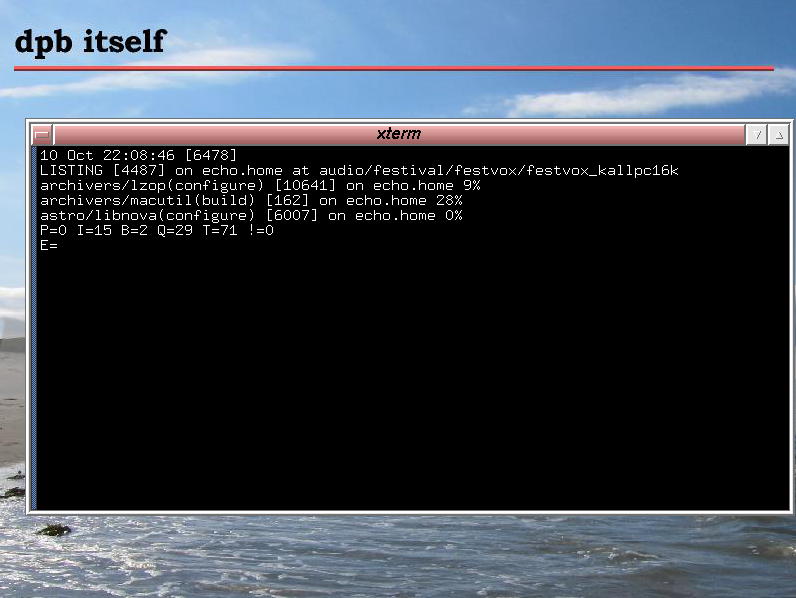 dpb itself
xterm
10 Oct 22:08:46 [6478]
LISTING [4487] on echo.home at audio/festival/festvox/festvox_kallpc16k
archivers/lzop(configure) [10641] on echo.home 9%
archivers/macutil(build) [162] on echo.home 28%
astro/libnova(configure) [6007] on echo.home 0%
P=0 I=15 B=2 Q=29 T=71 !=0
E=